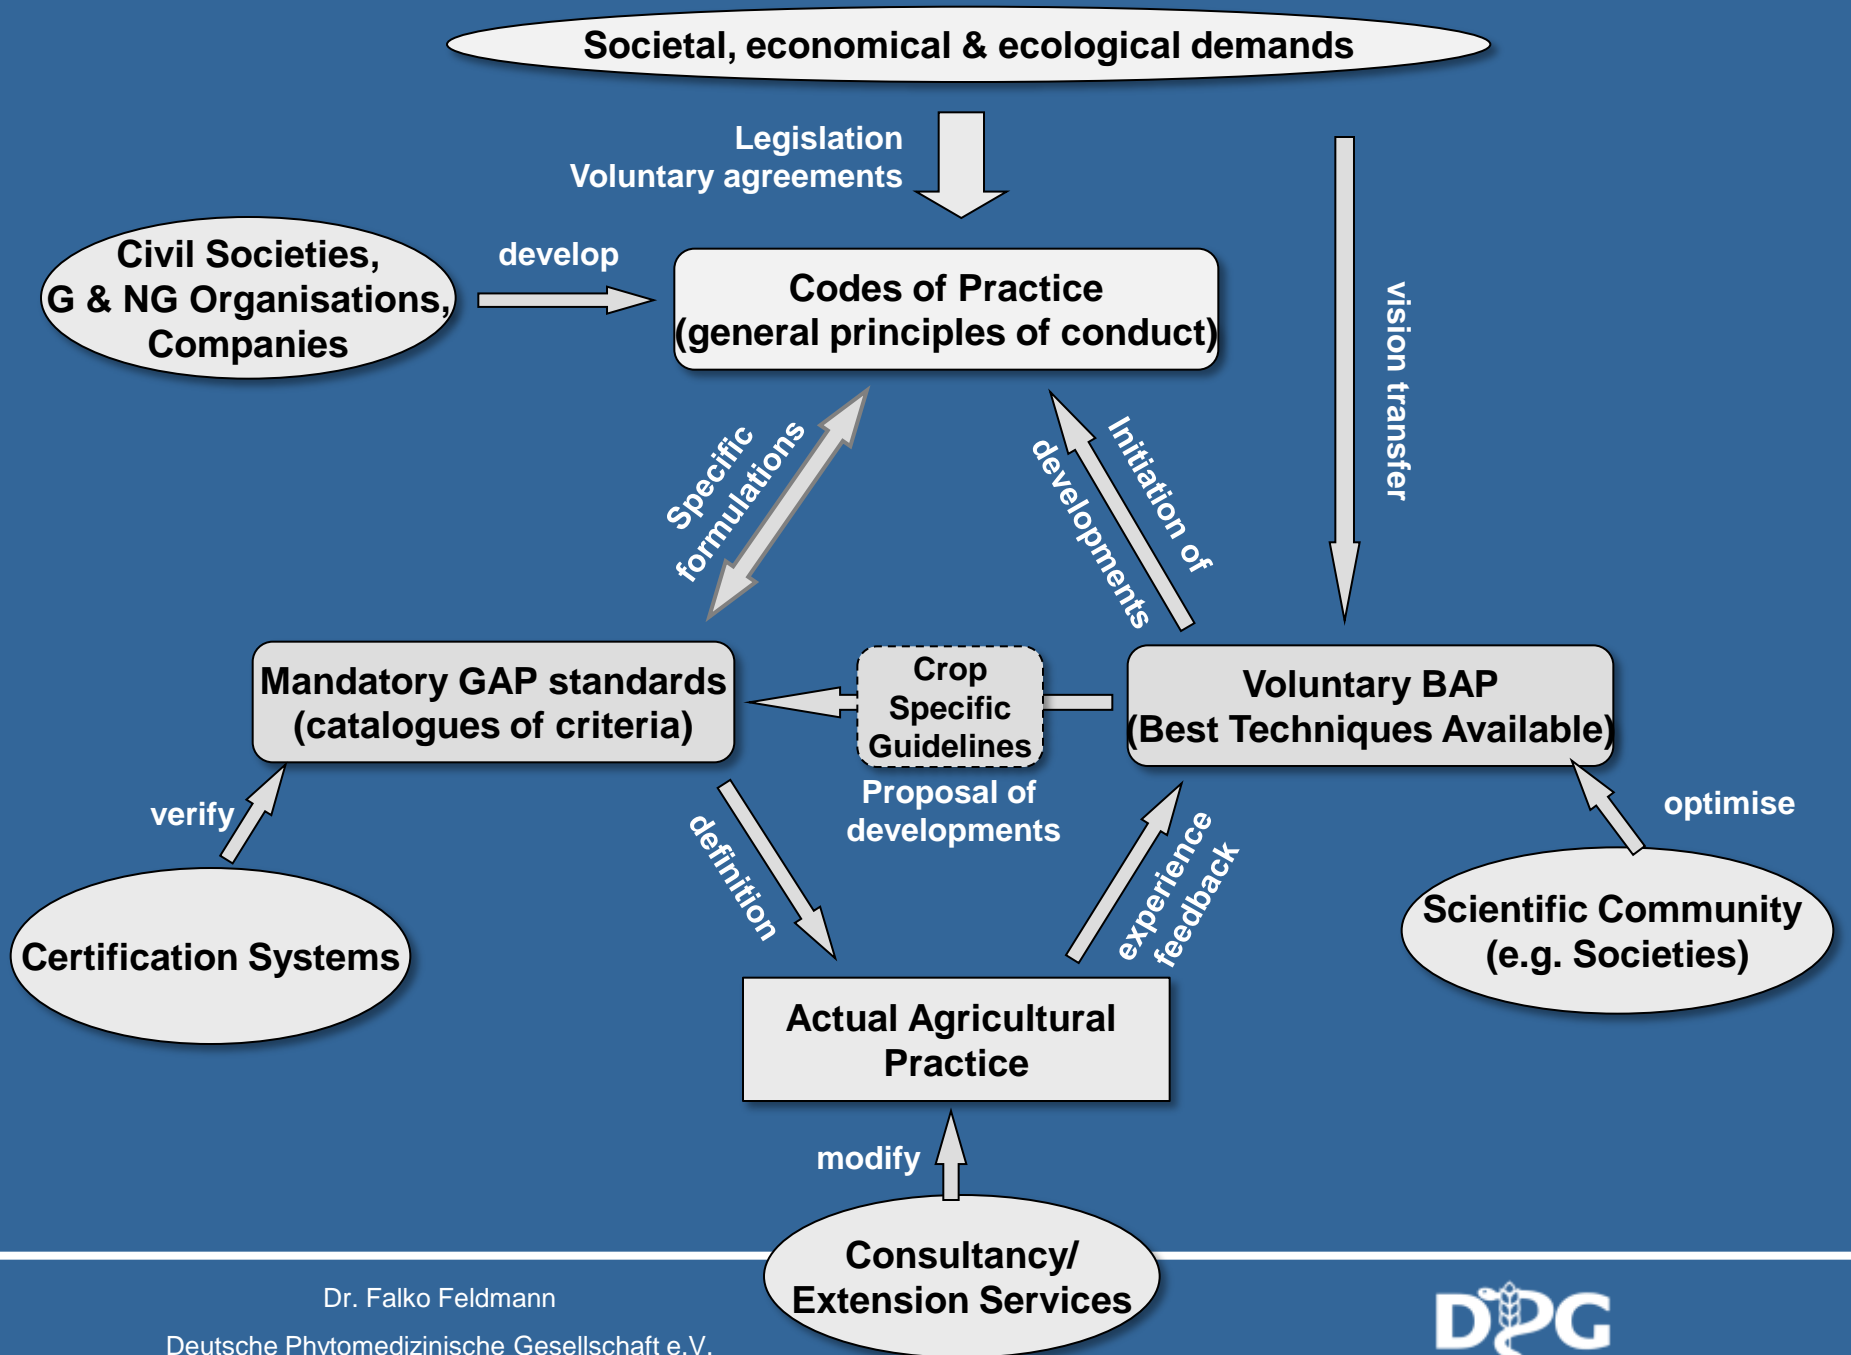 Societal, economical & ecological demands
Legislation
Voluntary agreements
Civil Societies,
G & NG Organisations,
Companies
develop
Codes of Practice
(general principles of conduct)
vision transfer
Specific
formulations
Initiation of
developments
Mandatory GAP standards
(catalogues of criteria)
Crop
Specific
Guidelines
Proposal of
developments
Voluntary BAP
(Best Techniques Available)
verify
definition
experience
feedback
optimise
Certification Systems
Scientific Community
(e.g. Societies)
Actual Agricultural
Practice
modify
Consultancy/
Extension Services
Dr. Falko Feldmann
Deutsche Phytomedizinische Gesellschaft e.V.
DPG